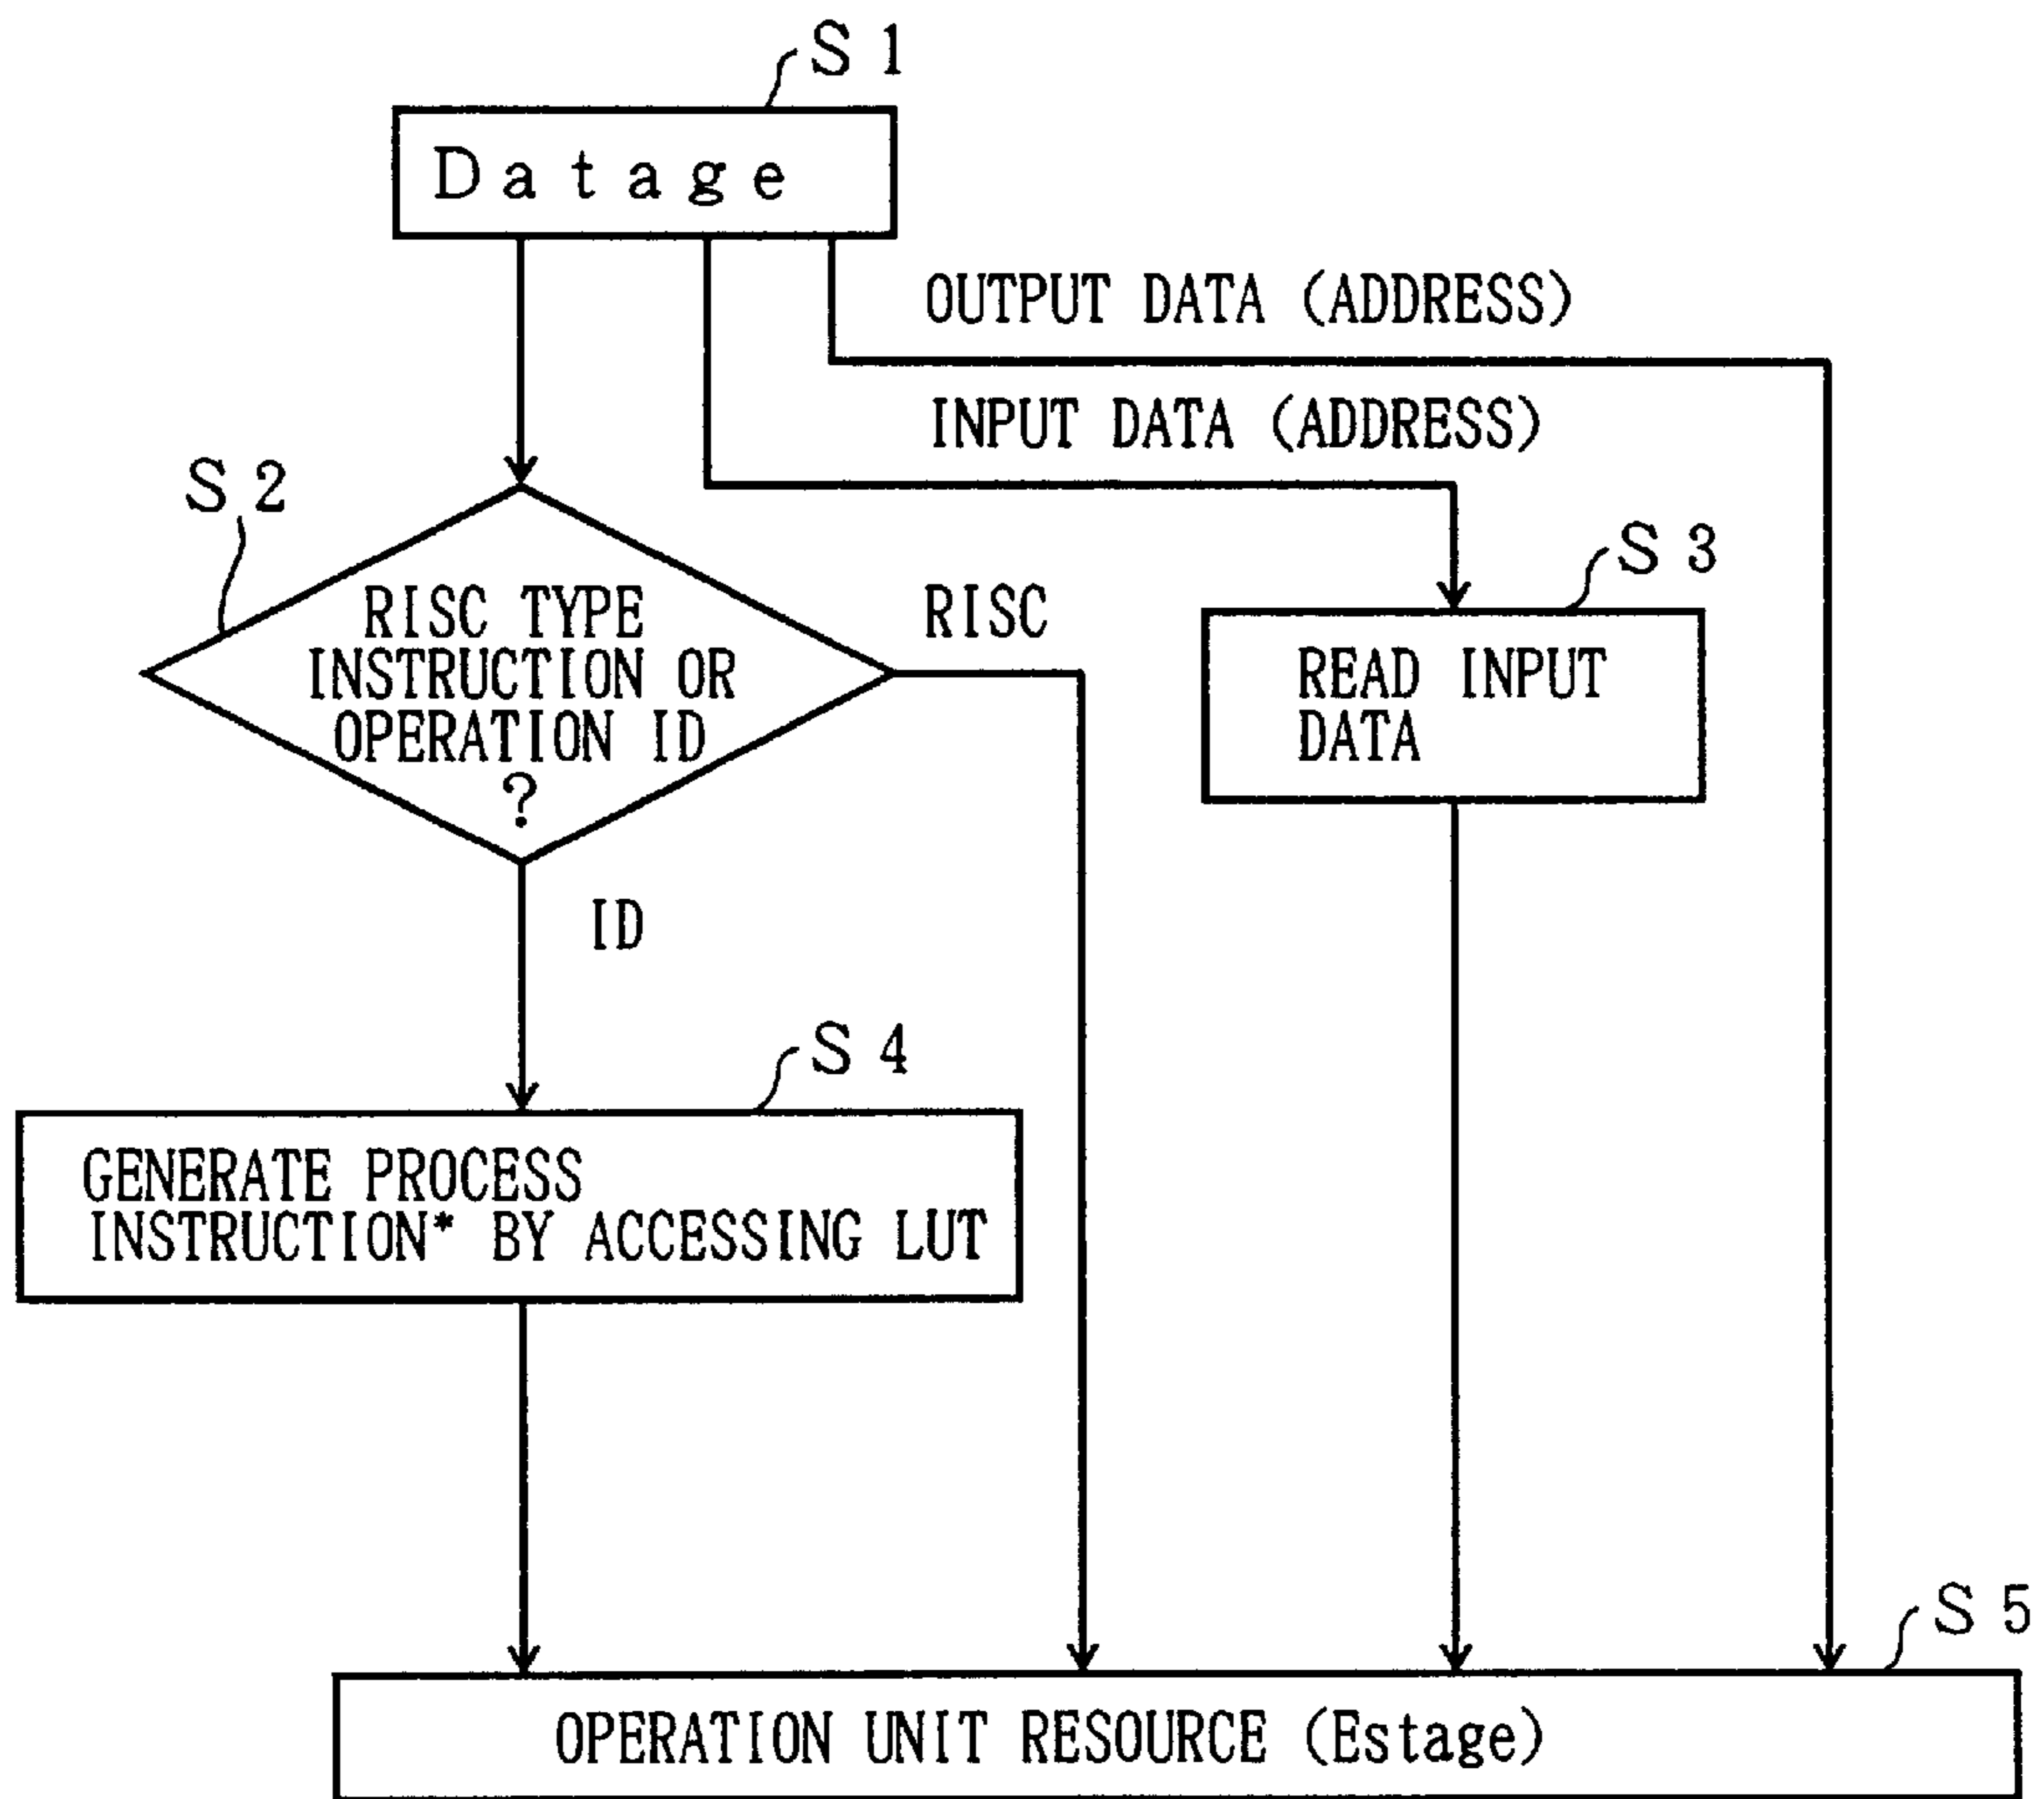 S 1
Datage
OUTPUT DATA (ADDRESS)
INPUT DATA (ADDRESS)
S 2
RISC TYPE
INSTRUCTION OR
OPERATION ID
?
RISC
S 3
READ INPUT
DATA
ID
S 4
GENERATE PROCESS
INSTRUCTION* BY ACCESSING LUT
S 5
OPERATION UNIT RESOURCE (Estage)